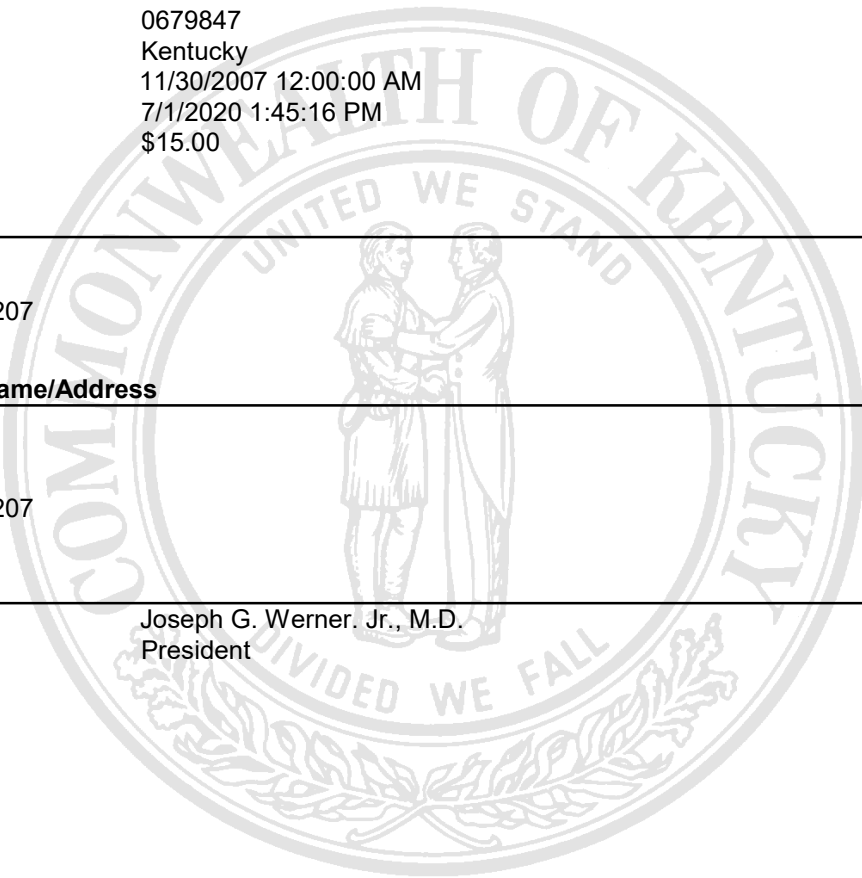 0679847
Kentucky
11/30/2007 12:00:00 AM
7/1/2020 1:45:16 PM
$15.00
COMMONWEALTH OF KENTUCKY
UNITED WE STAND
207
ame/Address
207
Joseph G. Werner. Jr., M.D.
President
DIVIDED WE FALL